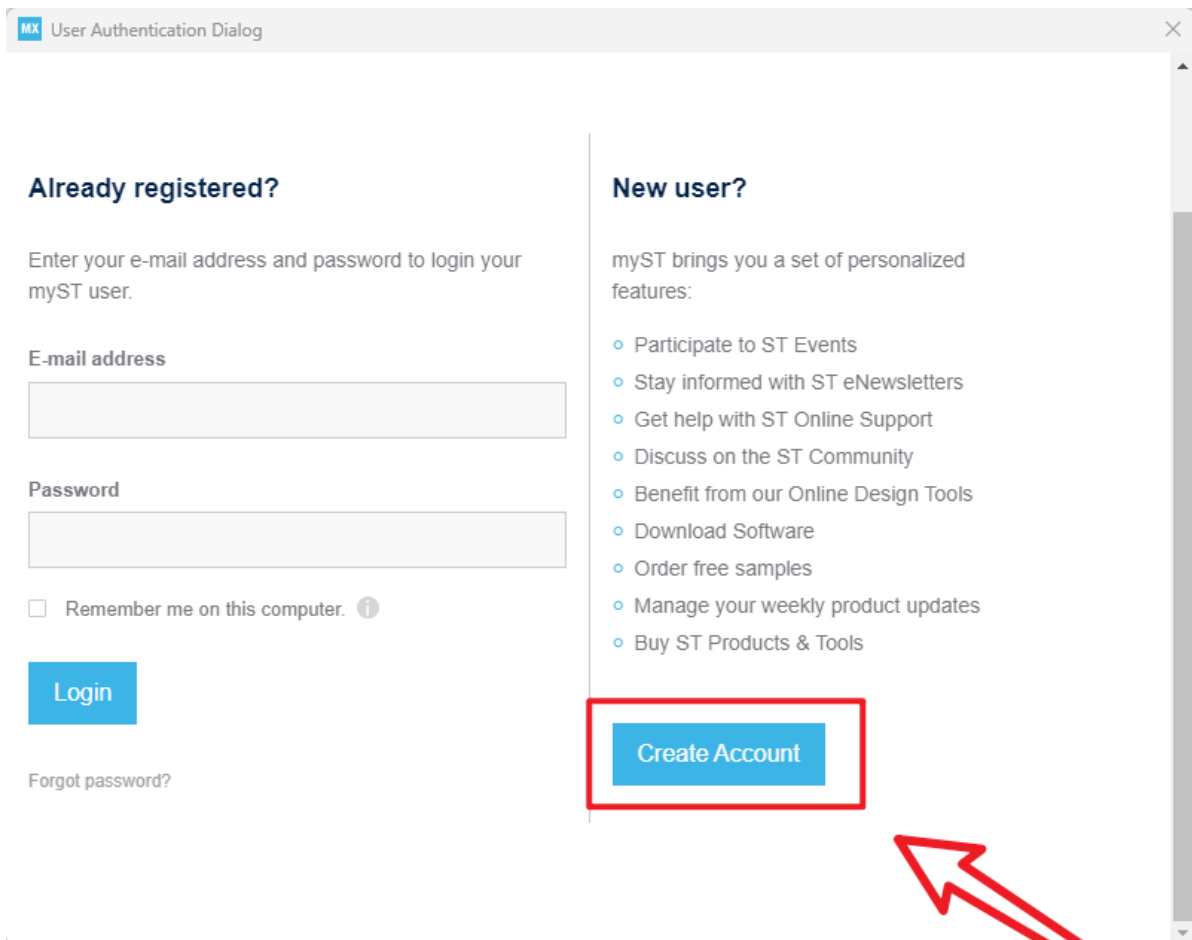 MX User Authentication Dialog
Already registered?
Enter your e-mail address and password to login your
myST user.
E-mail address
Password
Remember me on this computer.
Login
Forgot password?
New user?
myST brings you a set of personalized
features:
Participate to ST Events
Stay informed with ST eNewsletters
Get help with ST Online Support
Discuss on the ST Community
Benefit from our Online Design Tools
Download Software
Order free samples
Manage your weekly product updates
Buy ST Products & Tools
Create Account